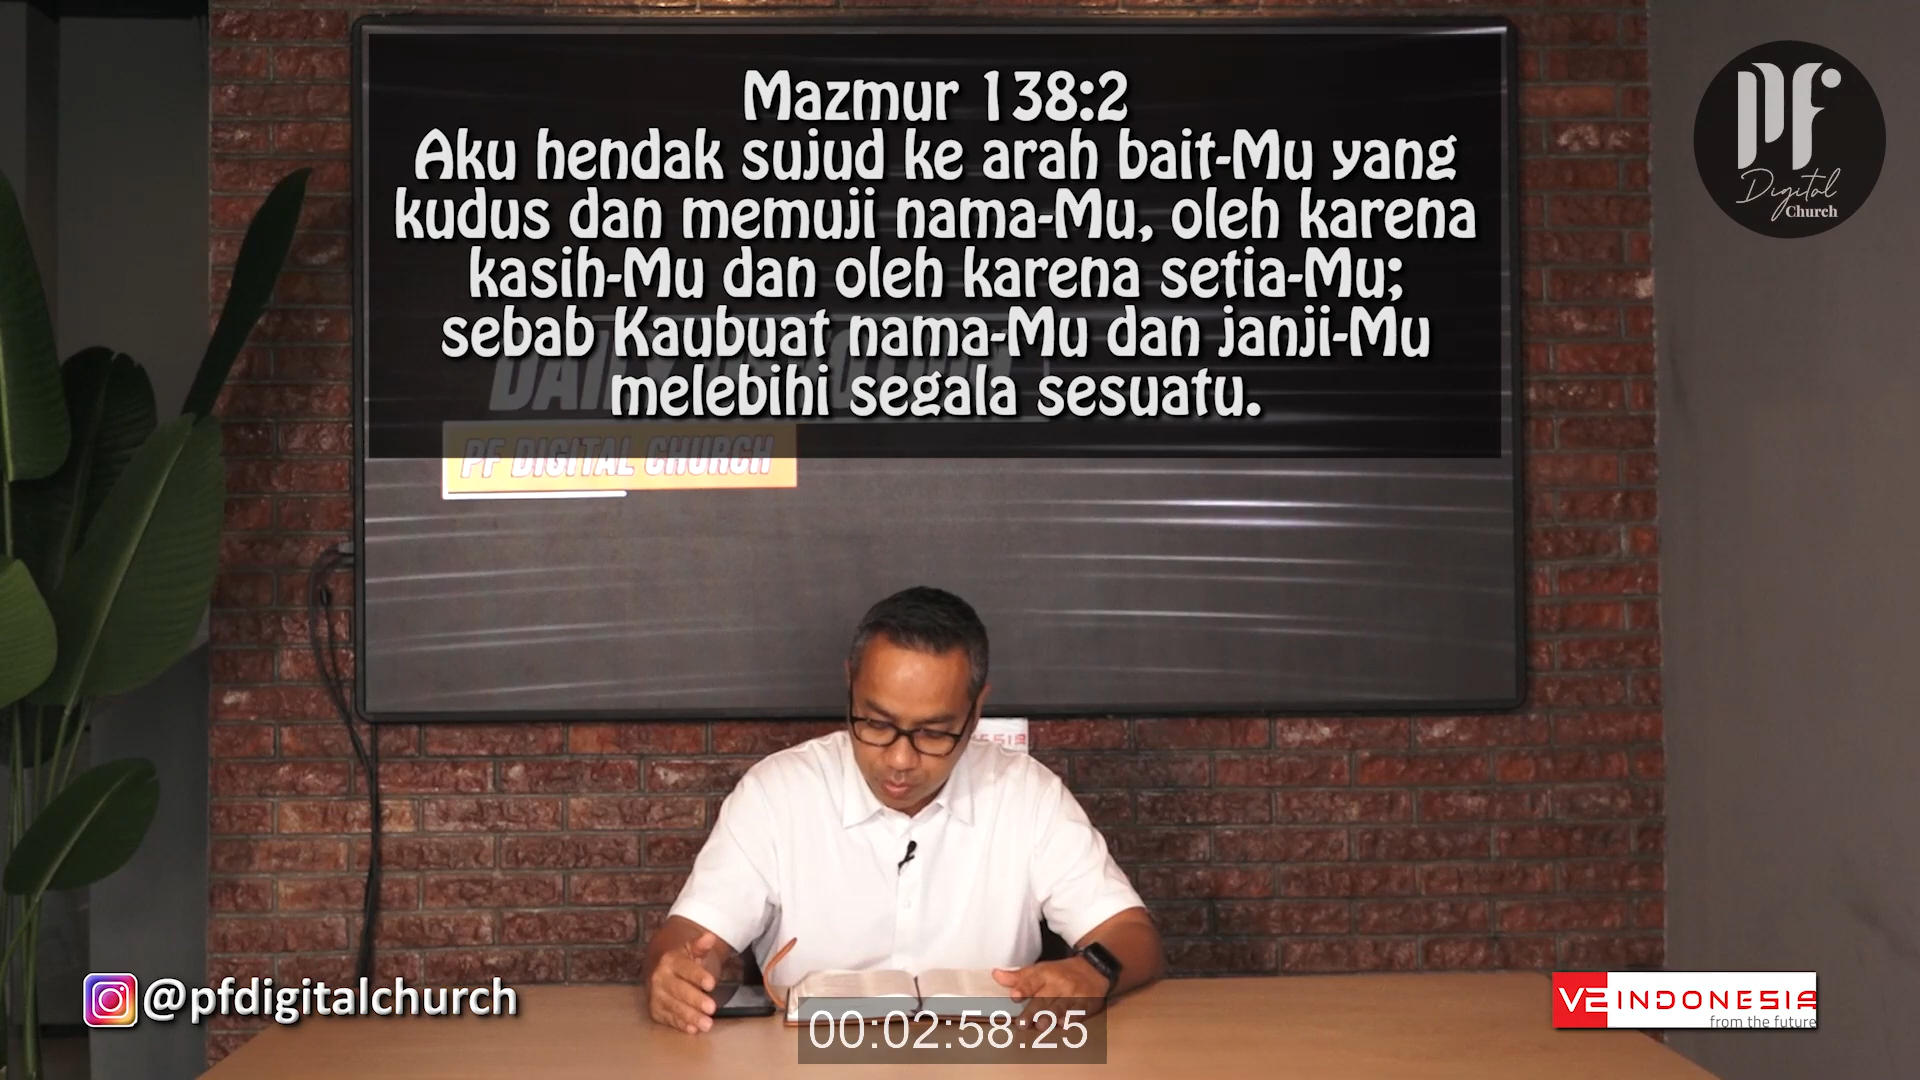 Mazmur 138:2
Aku hendak sujud ke arah bait-Mu yang
kudus dan memuji nama-Mu, oleh karena
kasih-Mu dan oleh karena setia-Mu;
sebab Kaubuat nama-Mu dan janji-Mu
melebihi segala sesuatu.
PF DIGITAL CHURCH
PF
Digital
Church
@pfdigitalchurch
00:02:58:25
V2 INDONESIA
from the future